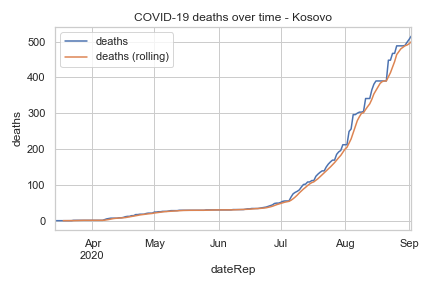 COVID-19 deaths over time - Kosovo
deaths
deaths (rolling)
500
400
300
200
100
0
deaths
Apr
2020
May
Jun
Jul
Aug
Sep
dateRep